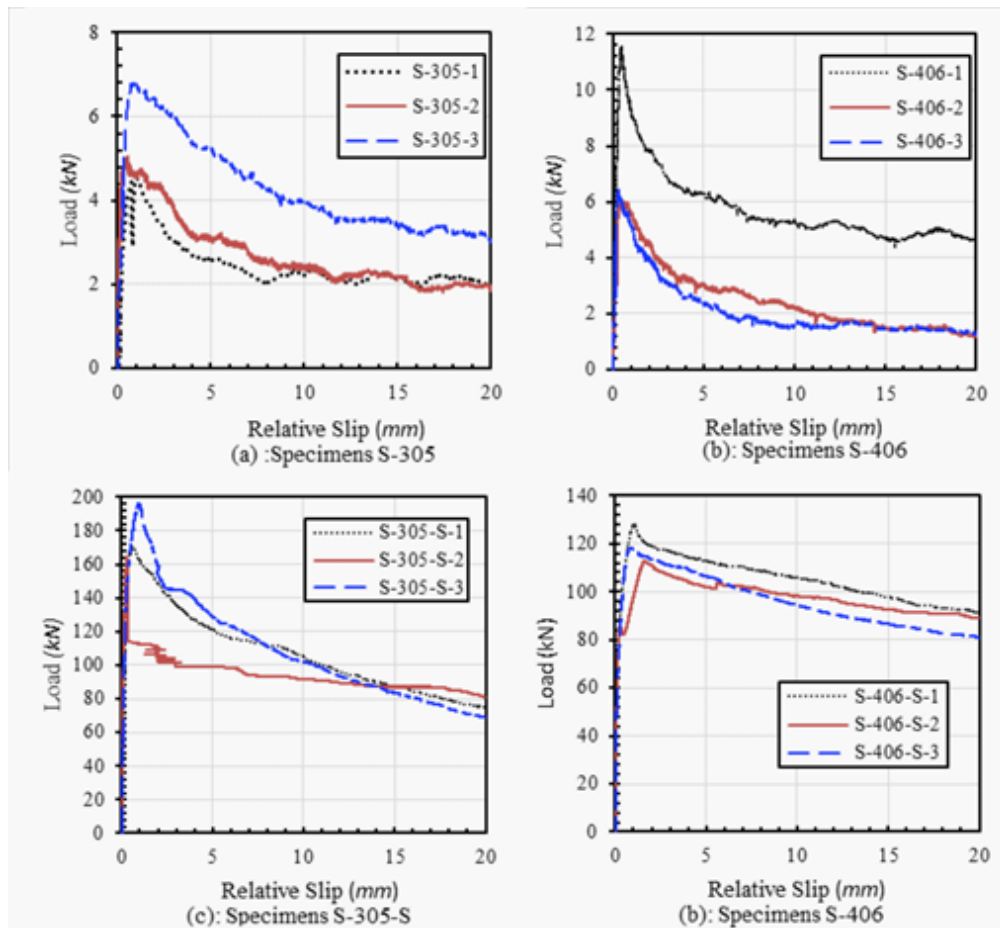 8
6
4
2
0
Load (kN)
S-305-1
S-305-2
S-305-3
0 5 10 15 20
Relative Slip (mm)
(a) :Specimens S-305
12
10
8
6
4
2
0
Load (kN)
S-406-1
S-406-2
S-406-3
0 5 10 15 20
Relative Slip (mm)
(b): Specimens S-406
200
180
160
140
120
100
80
60
40
20
0
Load (kN)
S-305-S-1
S-305-S-2
S-305-S-3
0 5 10 15 20
Relative Slip (mm)
(c): Specimens S-305-S
140
120
100
80
60
40
20
0
Load (kN)
S-406-S-1
S-406-S-2
S-406-S-3
0 5 10 15 20
Relative Slip (mm)
(b): Specimens S-406